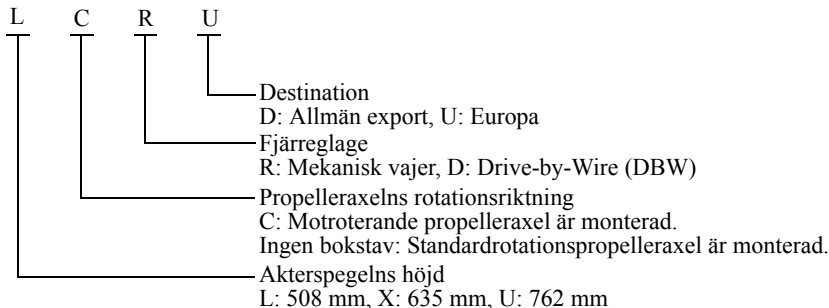 L C R U
Destination
D: Allmän export, U: Europa
Fjärreglage
R: Mekanisk vajer, D: Drive-by-Wire (DBW)
Propelleraxelns rotationsriktning
C: Motroterande propelleraxel är monterad.
Ingen bokstav: Standardrotationspropelleraxel är monterad.
Akterspegelns höjd
L: 508 mm, X: 635 mm, U: 762 mm